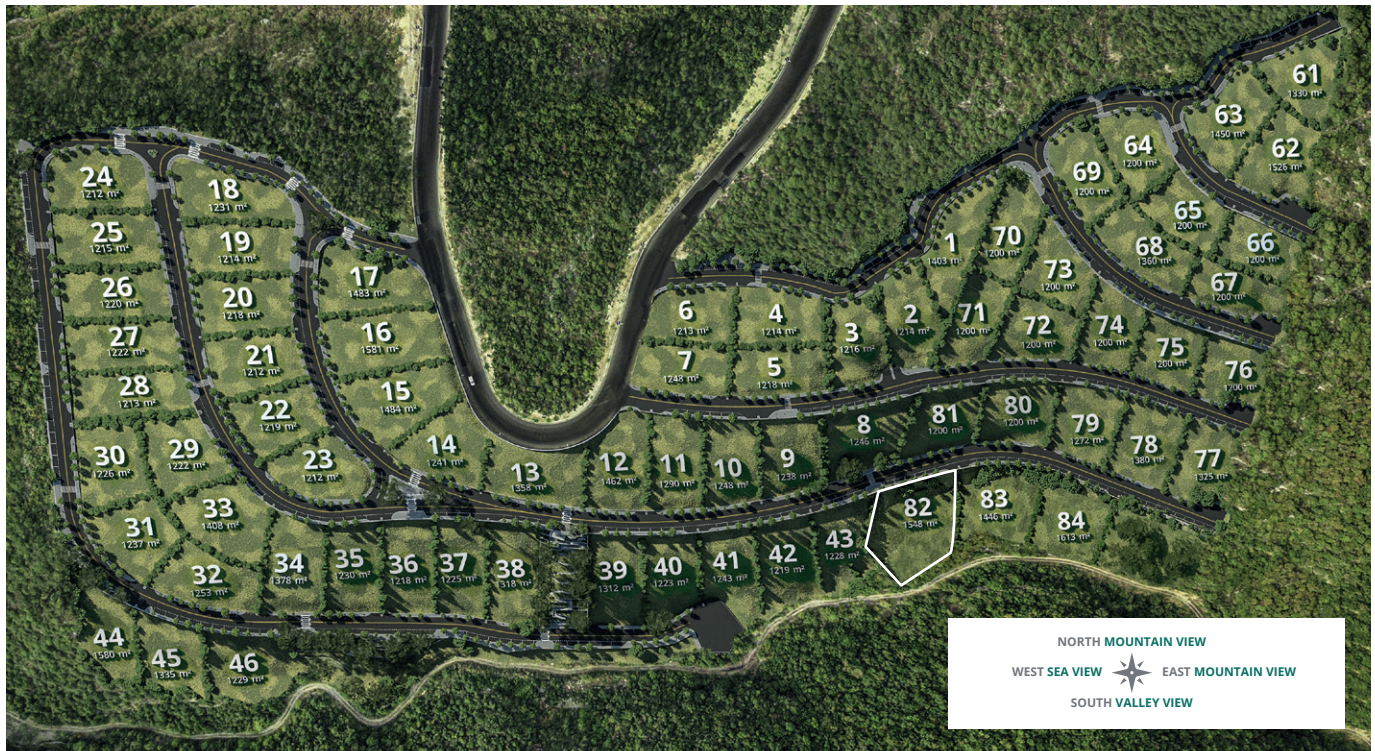 61
1330 m²
63
1450 m²
62
1526 m²
64
1200 m²
69
1200 m²
65
1200 m²
66
1200 m²
68
1360 m²
67
1200 m²
24
1212 m²
18
1231 m²
25
1215 m²
19
1214 m²
17
1483 m²
26
1220 m²
20
1218 m²
27
1222 m²
16
1581 m²
21
1212 m²
28
1213 m²
15
1484 m²
22
1219 m²
30
1226 m²
29
1222 m²
23
1212 m²
14
1241 m²
13
1358 m²
31
1237 m²
33
1408 m²
32
1253 m²
34
1378 m²
35
1230 m²
36
1218 m²
37
1225 m²
38
318 m²
44
1580 m²
45
1335 m²
46
1229 m²
1
1403 m²
70
1200 m²
73
1200 m²
6
1213 m²
4
1214 m²
3
1216 m²
2
1214 m²
71
1200 m²
72
1200 m²
74
1200 m²
75
1200 m²
76
1200 m²
7
1248 m²
5
1218 m²
12
1462 m²
11
1290 m²
10
1248 m²
9
1238 m²
8
1246 m²
81
1200 m²
80
1200 m²
79
1272 m²
78
1380 m²
77
1325 m²
39
1312 m²
40
1223 m²
41
1243 m²
42
1219 m²
43
1228 m²
82
1548 m²
83
1446 m²
84
1613 m²
NORTH MOUNTAIN VIEW
WEST SEA VIEW EAST MOUNTAIN VIEW
SOUTH VALLEY VIEW